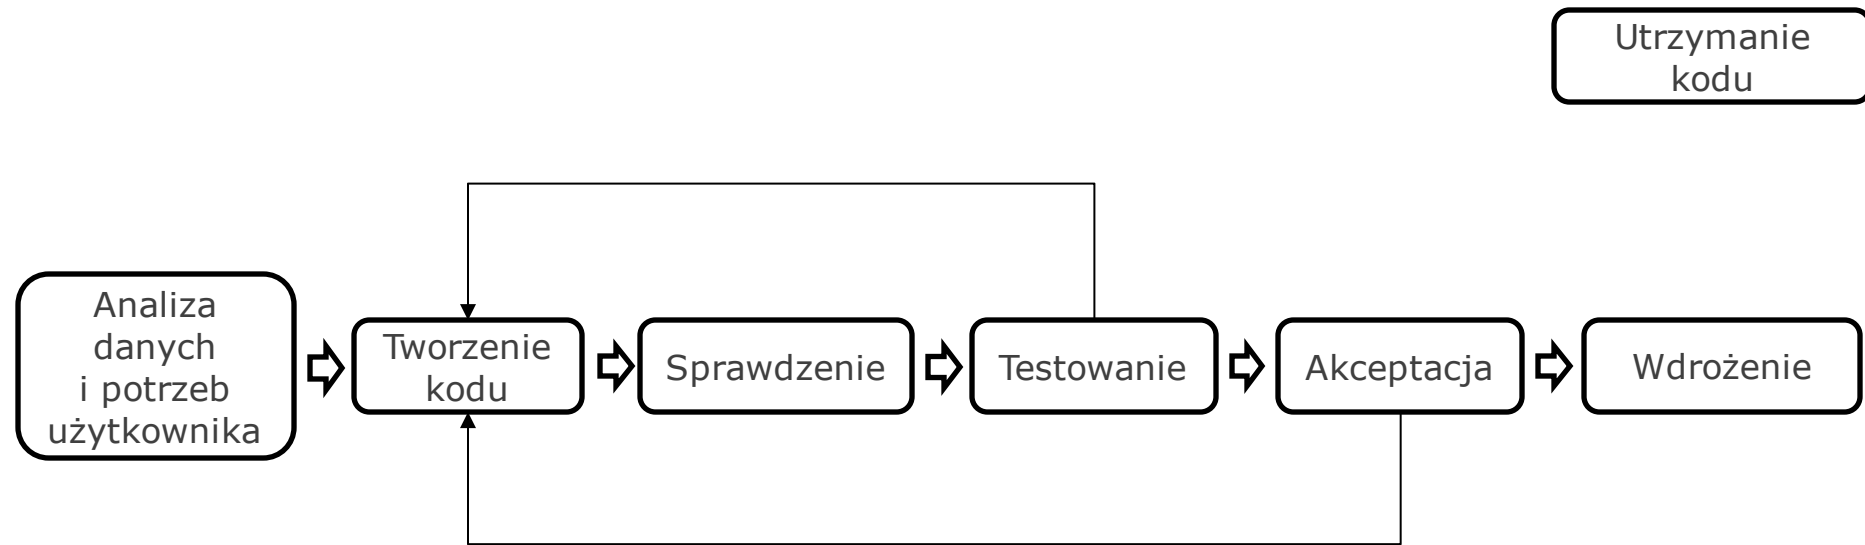 Utrzymanie
kodu
Analiza
danych
i potrzeb
użytkownika
Tworzenie
kodu
Sprawdzenie
Testowanie
Akceptacja
Wdrożenie